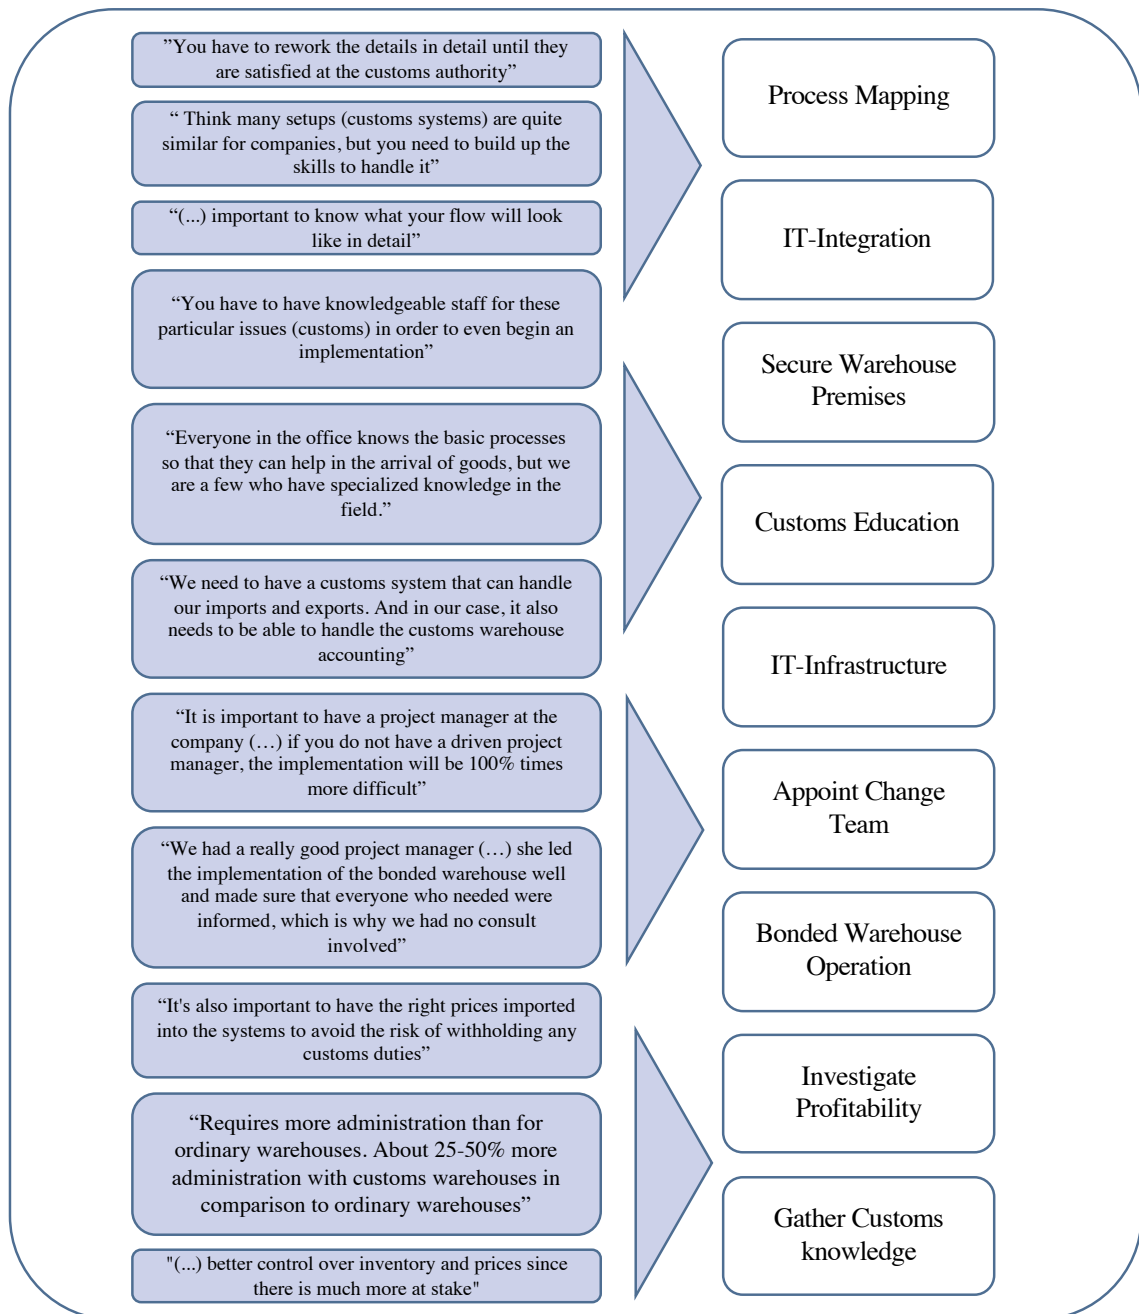 ”You have to rework the details in detail until they
are satisfied at the customs authority”
“ Think many setups (customs systems) are quite
similar for companies, but you need to build up the
skills to handle it”
“(...) important to know what your flow will look
like in detail”
“You have to have knowledgeable staff for these
particular issues (customs) in order to even begin an
implementation”
“Everyone in the office knows the basic processes
so that they can help in the arrival of goods, but we
are a few who have specialized knowledge in the
field.”
“We need to have a customs system that can handle
our imports and exports. And in our case, it also
needs to be able to handle the customs warehouse
accounting”
“It is important to have a project manager at the
company (…) if you do not have a driven project
manager, the implementation will be 100% times
more difficult”
“We had a really good project manager (…) she led
the implementation of the bonded warehouse well
and made sure that everyone who needed were
informed, which is why we had no consult
involved”
“It's also important to have the right prices imported
into the systems to avoid the risk of withholding any
customs duties”
“Requires more administration than for
ordinary warehouses. About 25-50% more
administration with customs warehouses in
comparison to ordinary warehouses”
"(...) better control over inventory and prices since
there is much more at stake"
Process Mapping
IT-Integration
Secure Warehouse
Premises
Customs Education
IT-Infrastructure
Appoint Change
Team
Bonded Warehouse
Operation
Investigate
Profitability
Gather Customs
knowledge